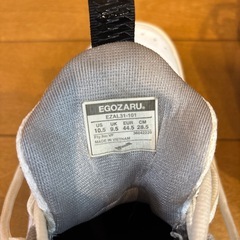 EGOZARU
EZAL31-101
US UK EUR CM
10.5 9.5 44.5 28.5
MADE IN VIETNAM